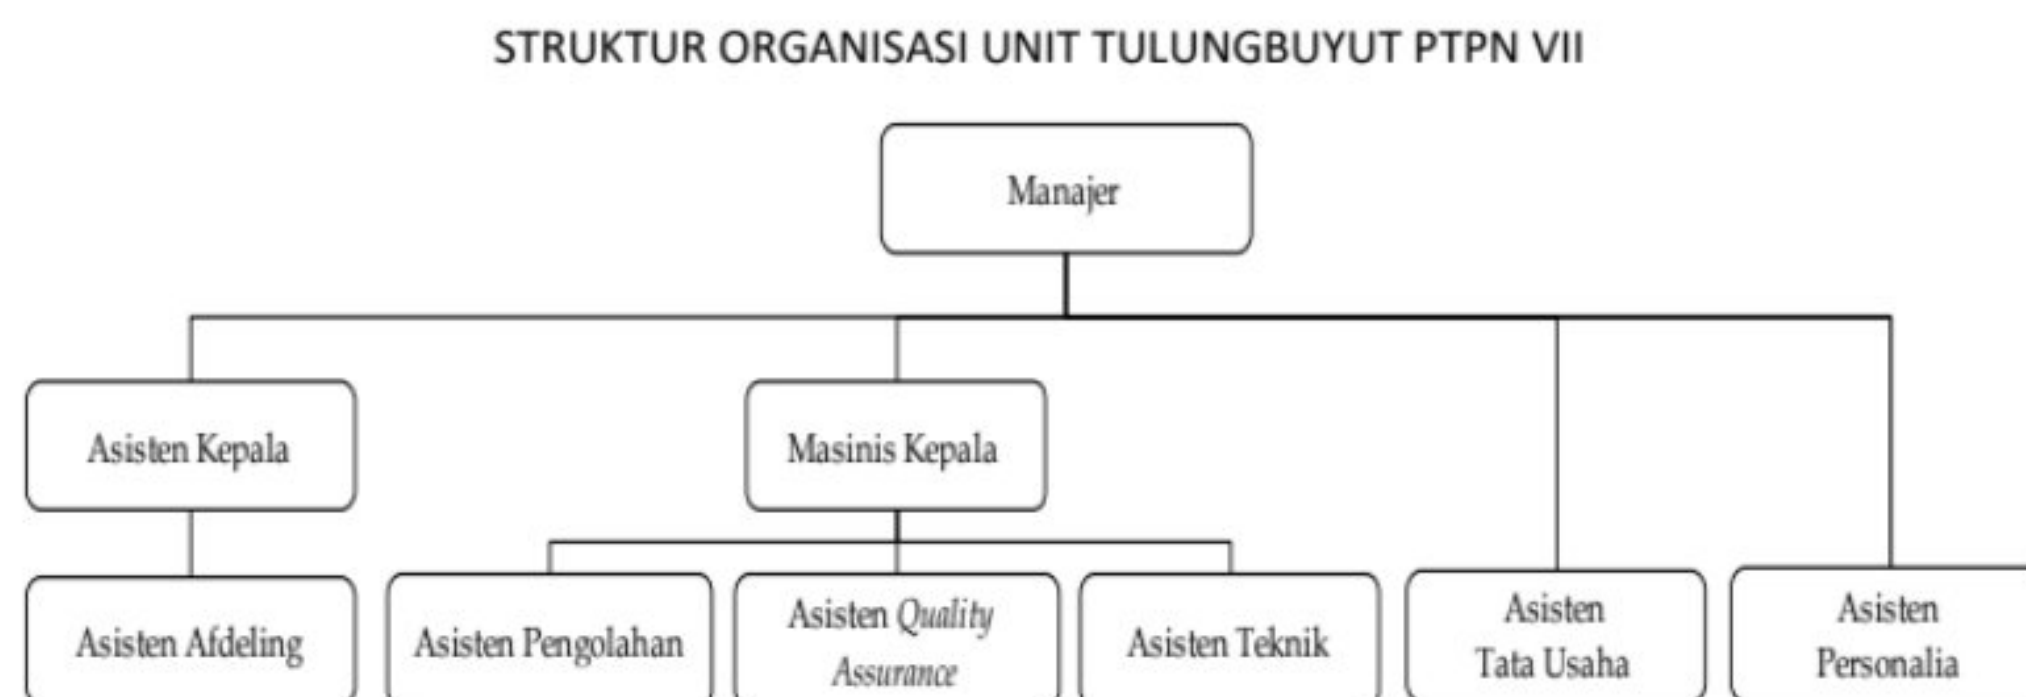 STRUKTUR ORGANISASI UNIT TULUNGBUYUT PTPN VII
Manajer
Asisten Kepala
Masinis Kepala
Asisten Afdeling
Asisten Pengolahan
Asisten Quality
Assurance
Asisten Teknik
Asisten
Tata Usaha
Asisten
Personalia